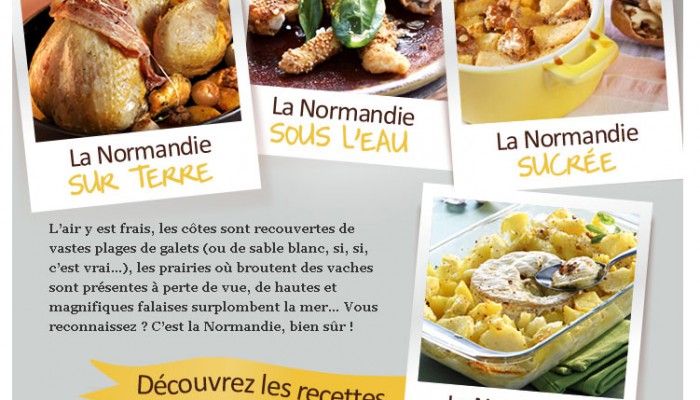 La Normandie
SUR TERRE
La Normandie
SOUS L'EAU
La Normandie
SUCRÉE
L'air y est frais, les côtes sont recouvertes de
vastes plages de galets (ou de sable blanc, si, si,
c'est vrai...), les prairies où broutent des vaches
sont présentes à perte de vue, de hautes et
magnifiques falaises surplombent la mer... Vous
reconnaissez ? C'est la Normandie, bien sûr !
Découvrez les recettes